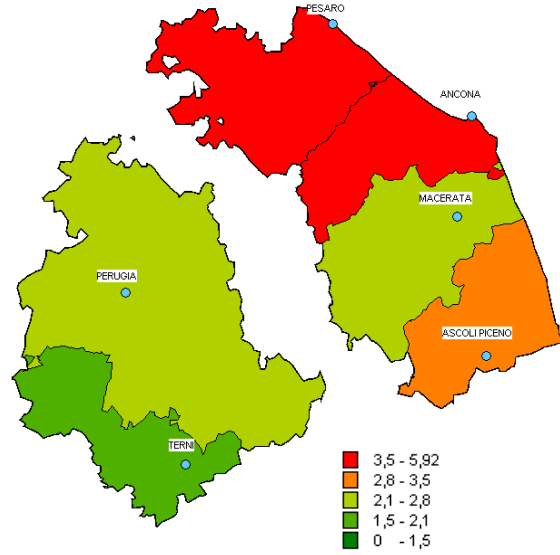 PESARO
ANCONA
MACERATA
PERUGIA
ASCOLI PICENO
TERNI
3,5 - 5,92
2,8 - 3,5
2,1 - 2,8
1,5 - 2,1
0 - 1,5